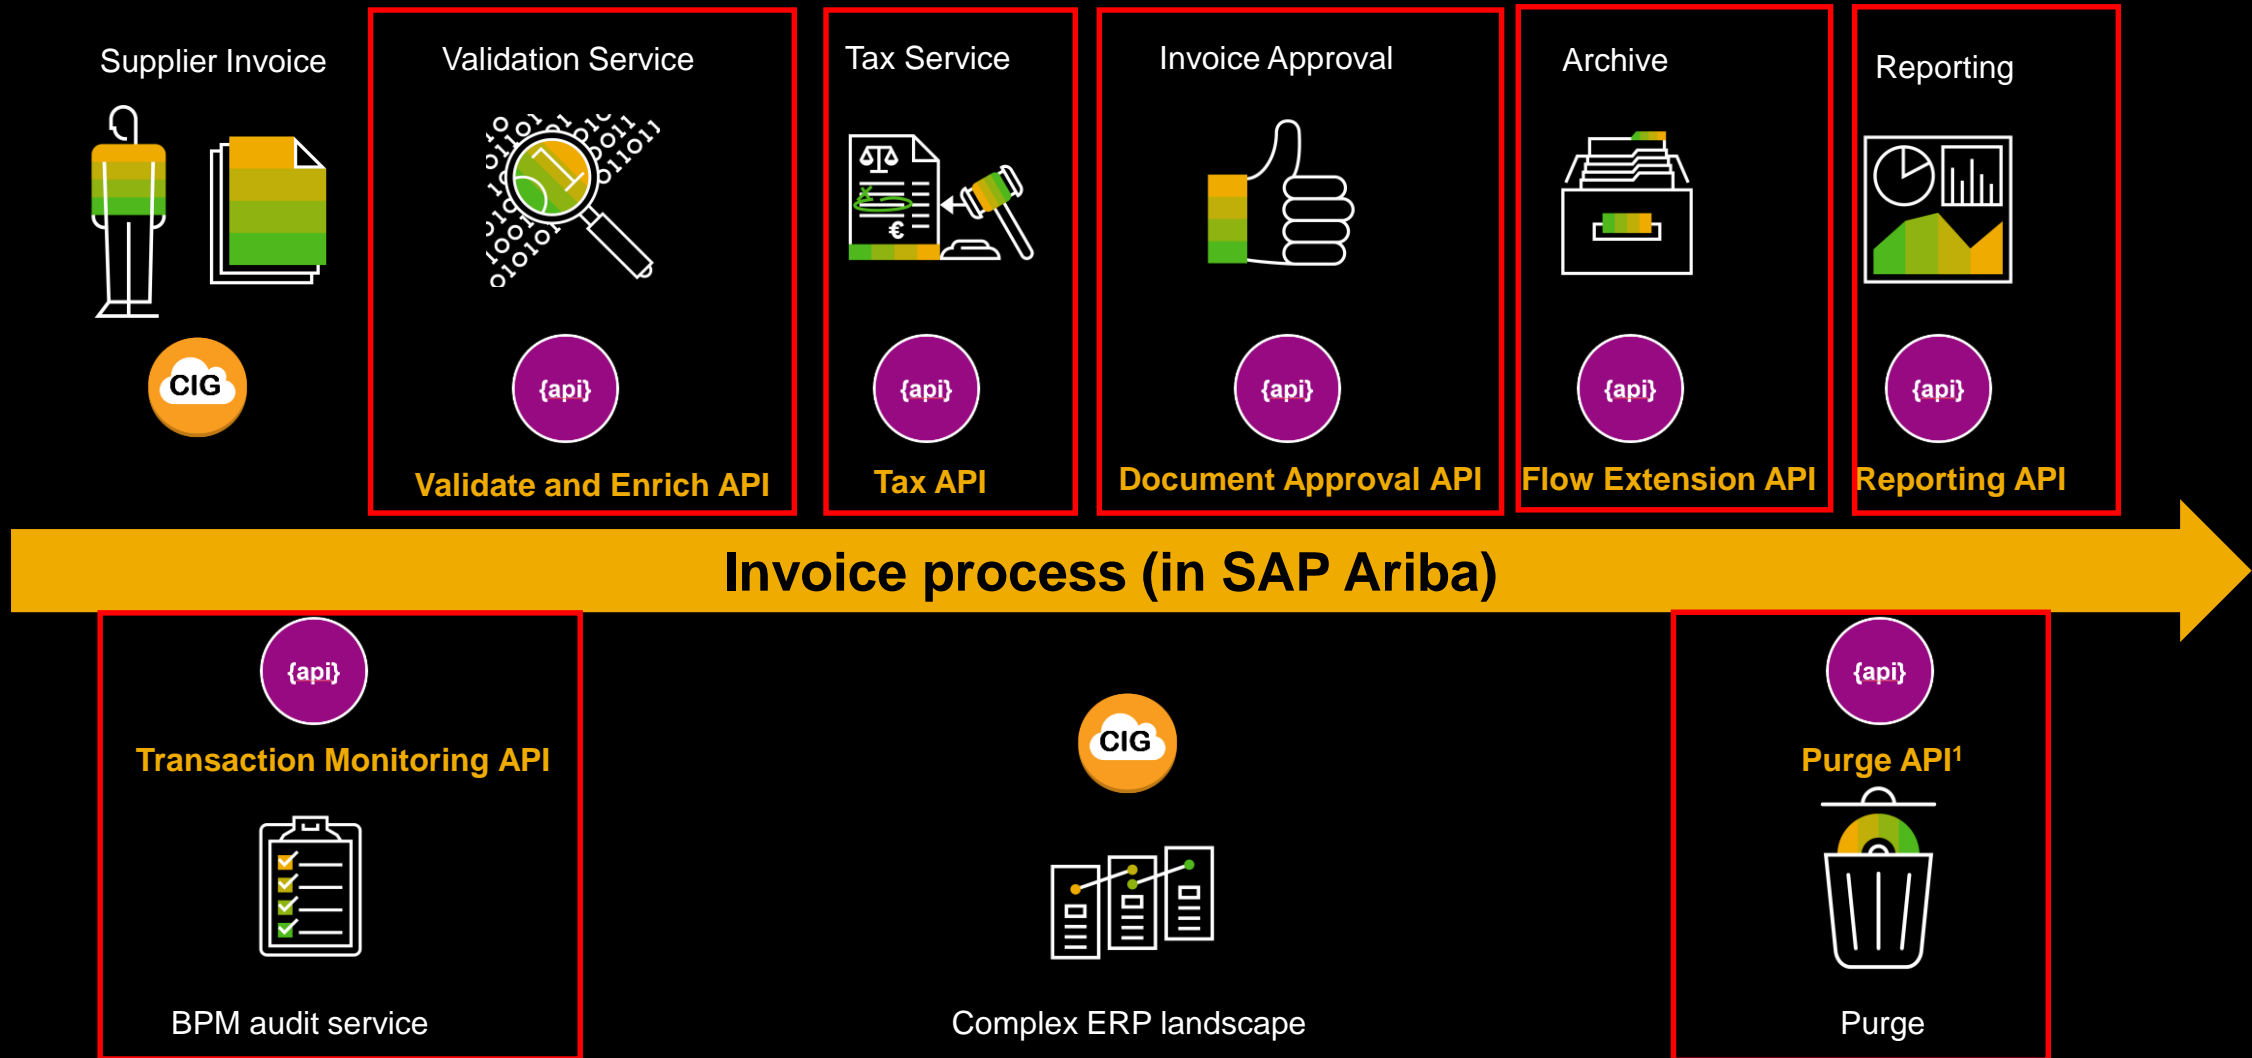 Supplier Invoice
Validation Service
Tax Service
Invoice Approval
Archive
Reporting
CIG
{api}
{api}
{api}
{api}
{api}
Validate and Enrich API
Tax API
Document Approval API
Flow Extension API
Reporting API
Invoice process (in SAP Ariba)
{api}
{api}
CIG
Transaction Monitoring API
Purge API¹
BPM audit service
Complex ERP landscape
Purge